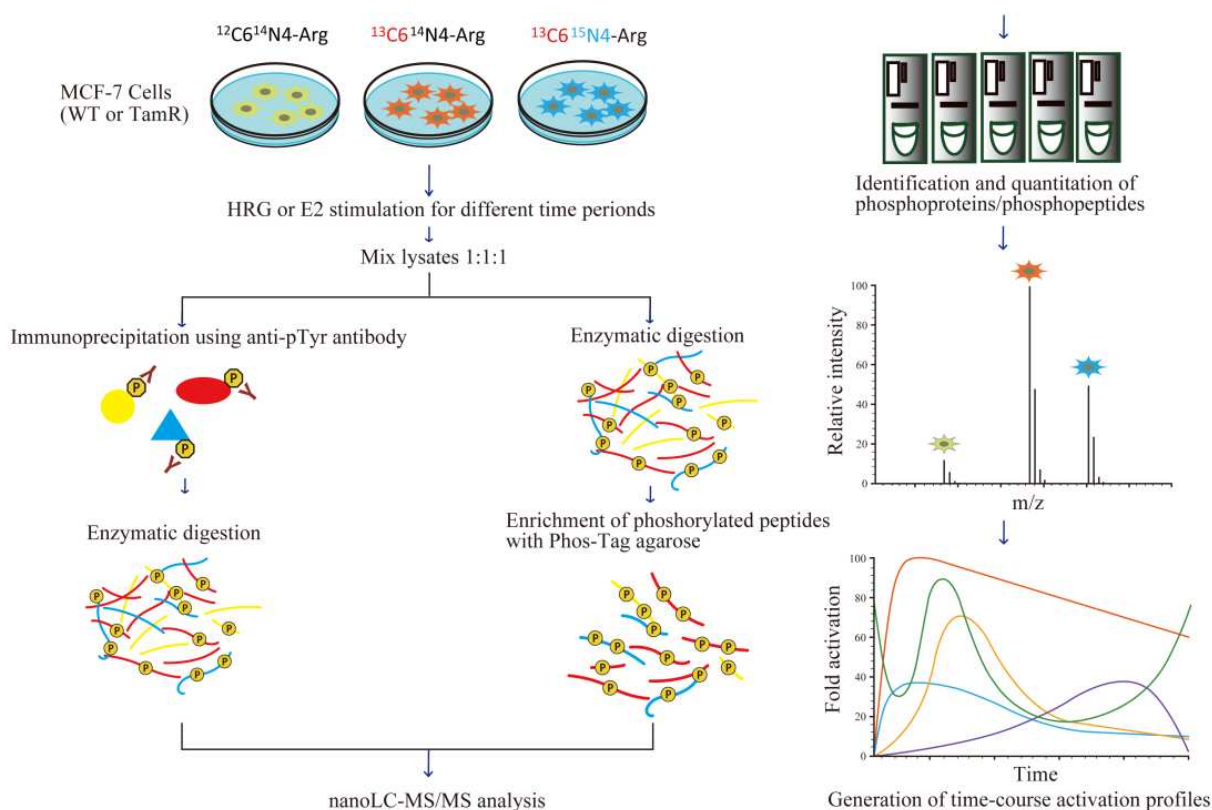 ¹²C6¹⁴N4-Arg
¹³C6¹⁴N4-Arg
¹³C6¹⁵N4-Arg
MCF-7 Cells
(WT or TamR)
HRG or E2 stimulation for different time perionds
Mix lysates 1:1:1
Immunoprecipitation using anti-pTyr antibody
P
P
P
Enzymatic digestion
P P P P P P P P P P P
Enzymatic digestion
P P P P P P P P P P P
Enrichment of phoshorylated peptides
with Phos-Tag agarose
P P P P P P P P P P P P P P P
nanoLC-MS/MS analysis
Identification and quantitation of
phosphoproteins/phosphopeptides
Relative intensity
100
80
60
40
20
0
m/z
Fold activation
100
80
60
40
20
0
Time
Generation of time-course activation profiles